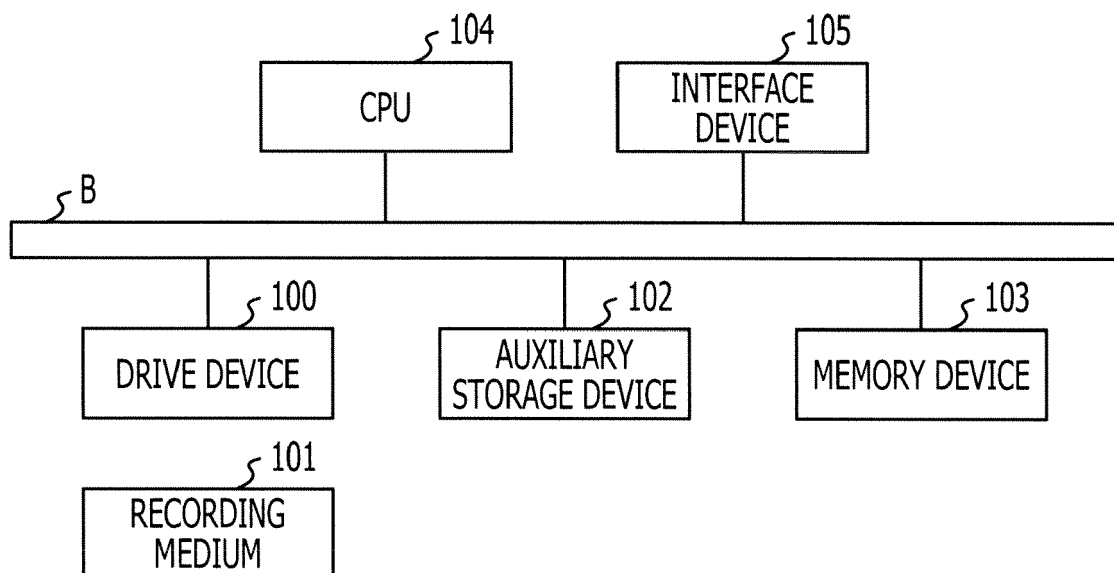 104
CPU
105
INTERFACE
DEVICE
B
100
DRIVE DEVICE
102
AUXILIARY
STORAGE DEVICE
103
MEMORY DEVICE
101
RECORDING
MEDIUM